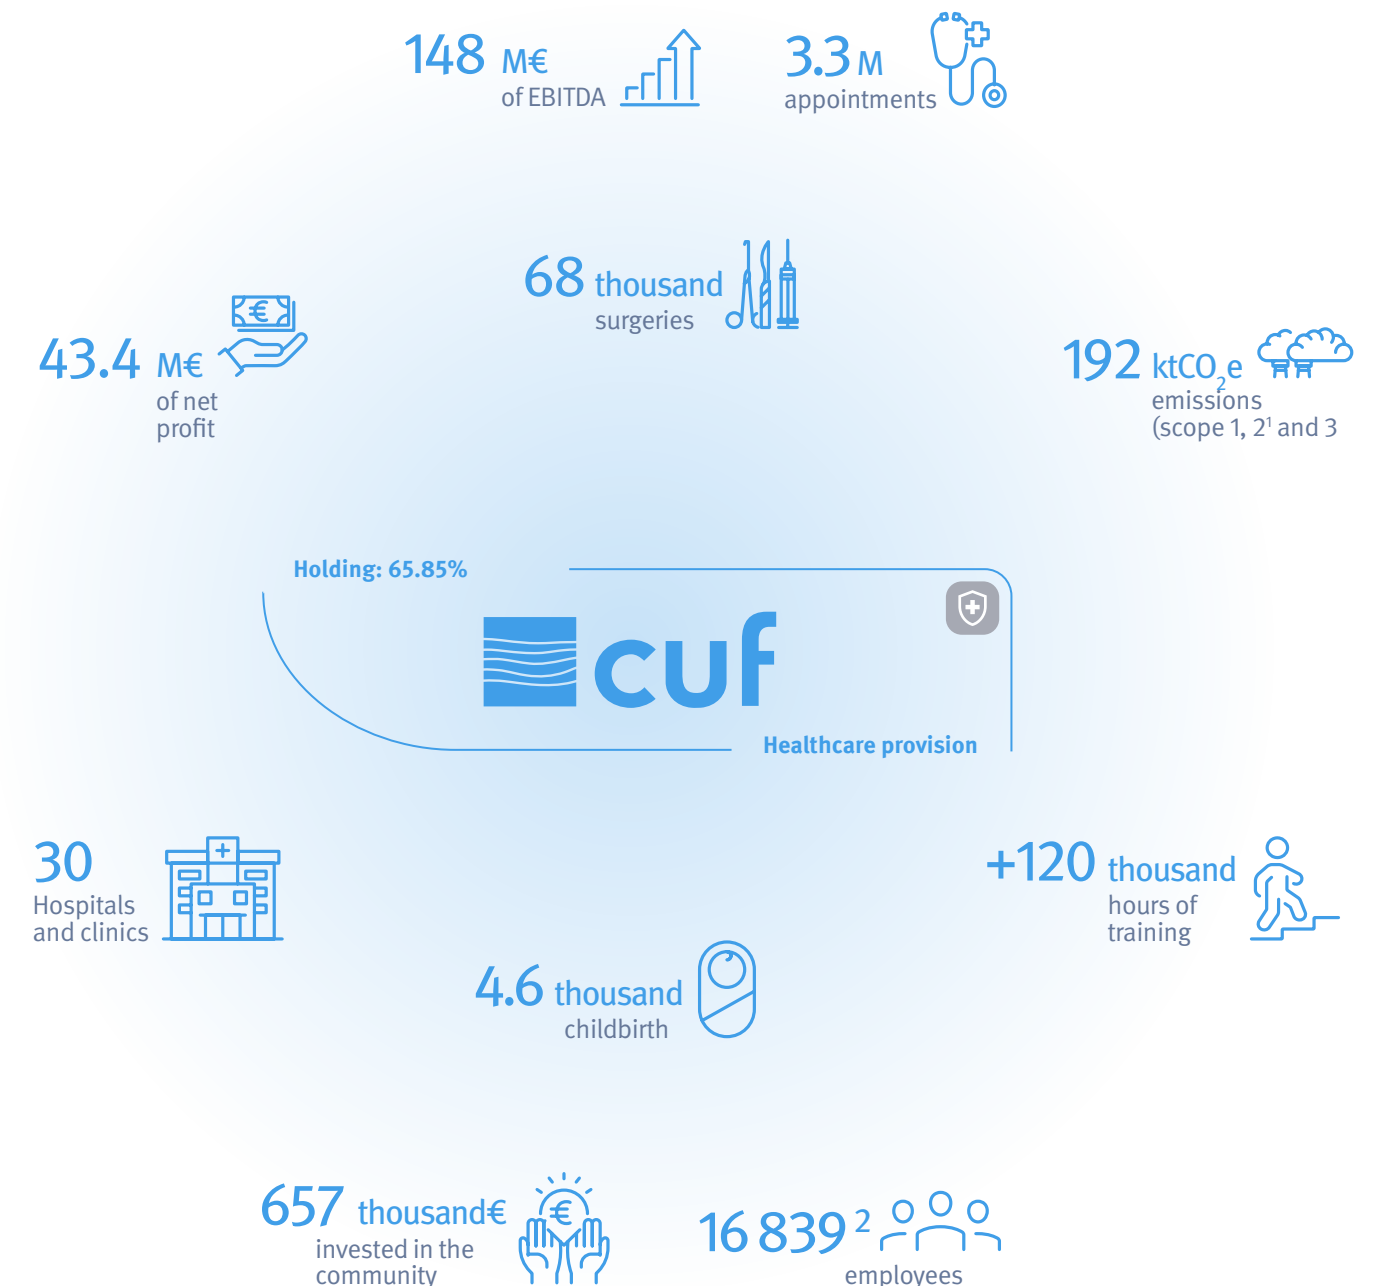 148 M€
of EBITDA
3.3 M
appointments
68 thousand
surgeries
€
43.4 M€
of net
profit
192 ktCO₂e
emissions
(scope 1, 2¹ and 3
Holding: 65.85%
cuf
Healthcare provision
30
Hospitals
and clinics
+120 thousand
hours of
training
4.6 thousand
childbirth
657 thousand€
invested in the
community
€
16 839 ²
employees